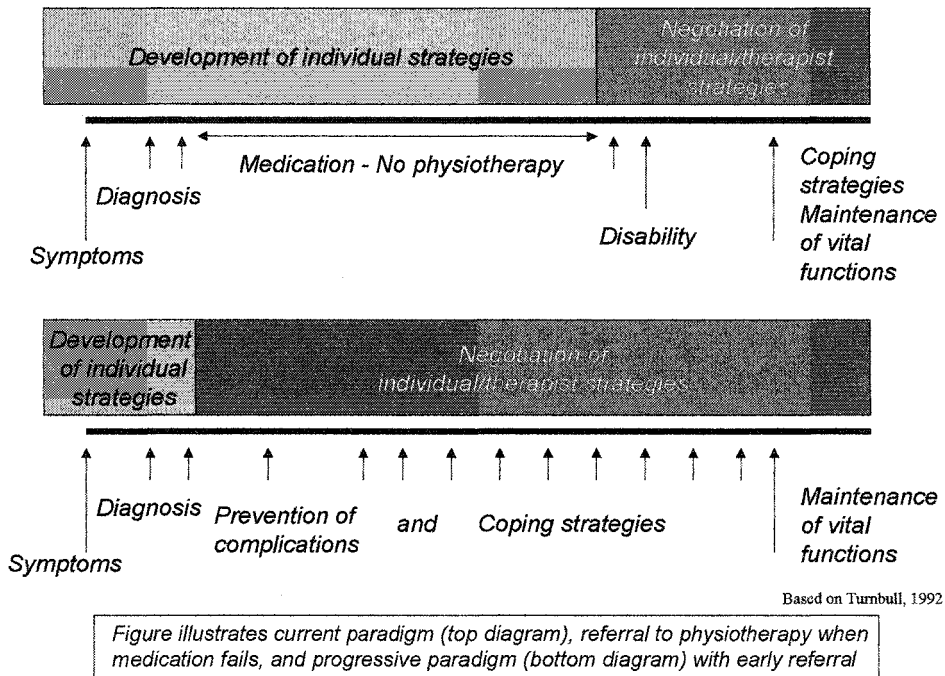 Development of individual strategies
Negotiation of
individual/therapist
strategies
Medication - No physiotherapy
Diagnosis
Symptoms
Disability
Coping
strategies
Maintenance
of vital
functions
Development
of individual
strategies
Negotiation of
individual/therapist strategies
Diagnosis
Symptoms
Prevention of
complications
and
Coping strategies
Maintenance
of vital
functions
Based on Turnbull, 1992
Figure illustrates current paradigm (top diagram), referral to physiotherapy when
medication fails, and progressive paradigm (bottom diagram) with early referral